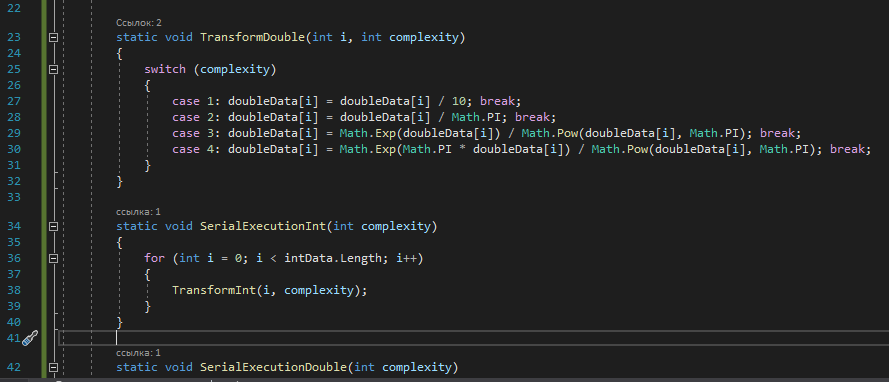 22
Ссылок: 2
23 static void TransformDouble(int i, int complexity)
24 {
25 switch (complexity)
26 {
27 case 1: doubleData[i] = doubleData[i] / 10; break;
28 case 2: doubleData[i] = doubleData[i] / Math.PI; break;
29 case 3: doubleData[i] = Math.Exp(doubleData[i]) / Math.Pow(doubleData[i], Math.PI); break;
30 case 4: doubleData[i] = Math.Exp(Math.PI * doubleData[i]) / Math.Pow(doubleData[i], Math.PI); break;
31 }
32 }
33
ссылка: 1
34 static void SerialExecutionInt(int complexity)
35 {
36 for (int i = 0; i < intData.Length; i++)
37 {
38 TransformInt(i, complexity);
39 }
40 }
41
ссылка: 1
42 static void SerialExecutionDouble(int complexity)